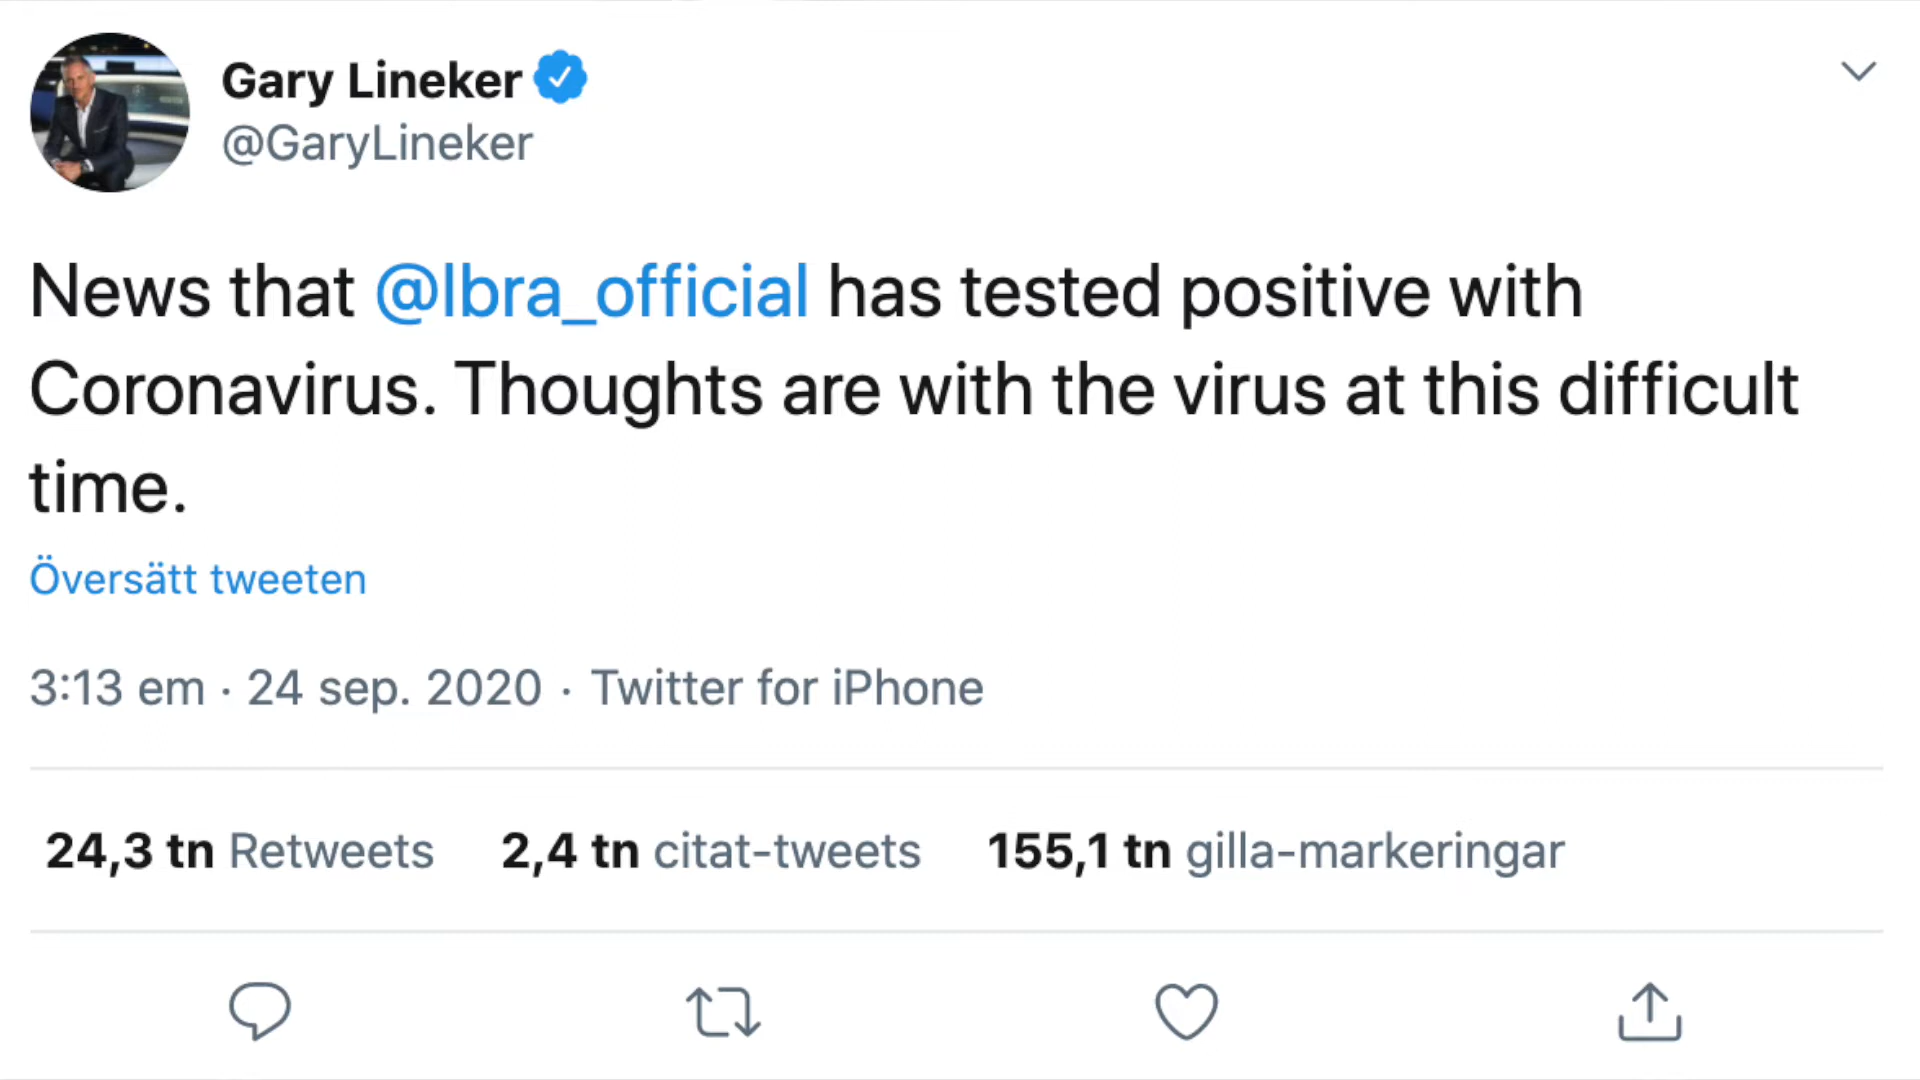 Gary Lineker
@GaryLineker
News that @Ibra_official has tested positive with
Coronavirus. Thoughts are with the virus at this difficult
time.
Översätt tweeten
3:13 em · 24 sep. 2020 · Twitter for iPhone
24,3 tn Retweets 2,4 tn citat-tweets 155,1 tn gilla-markeringar